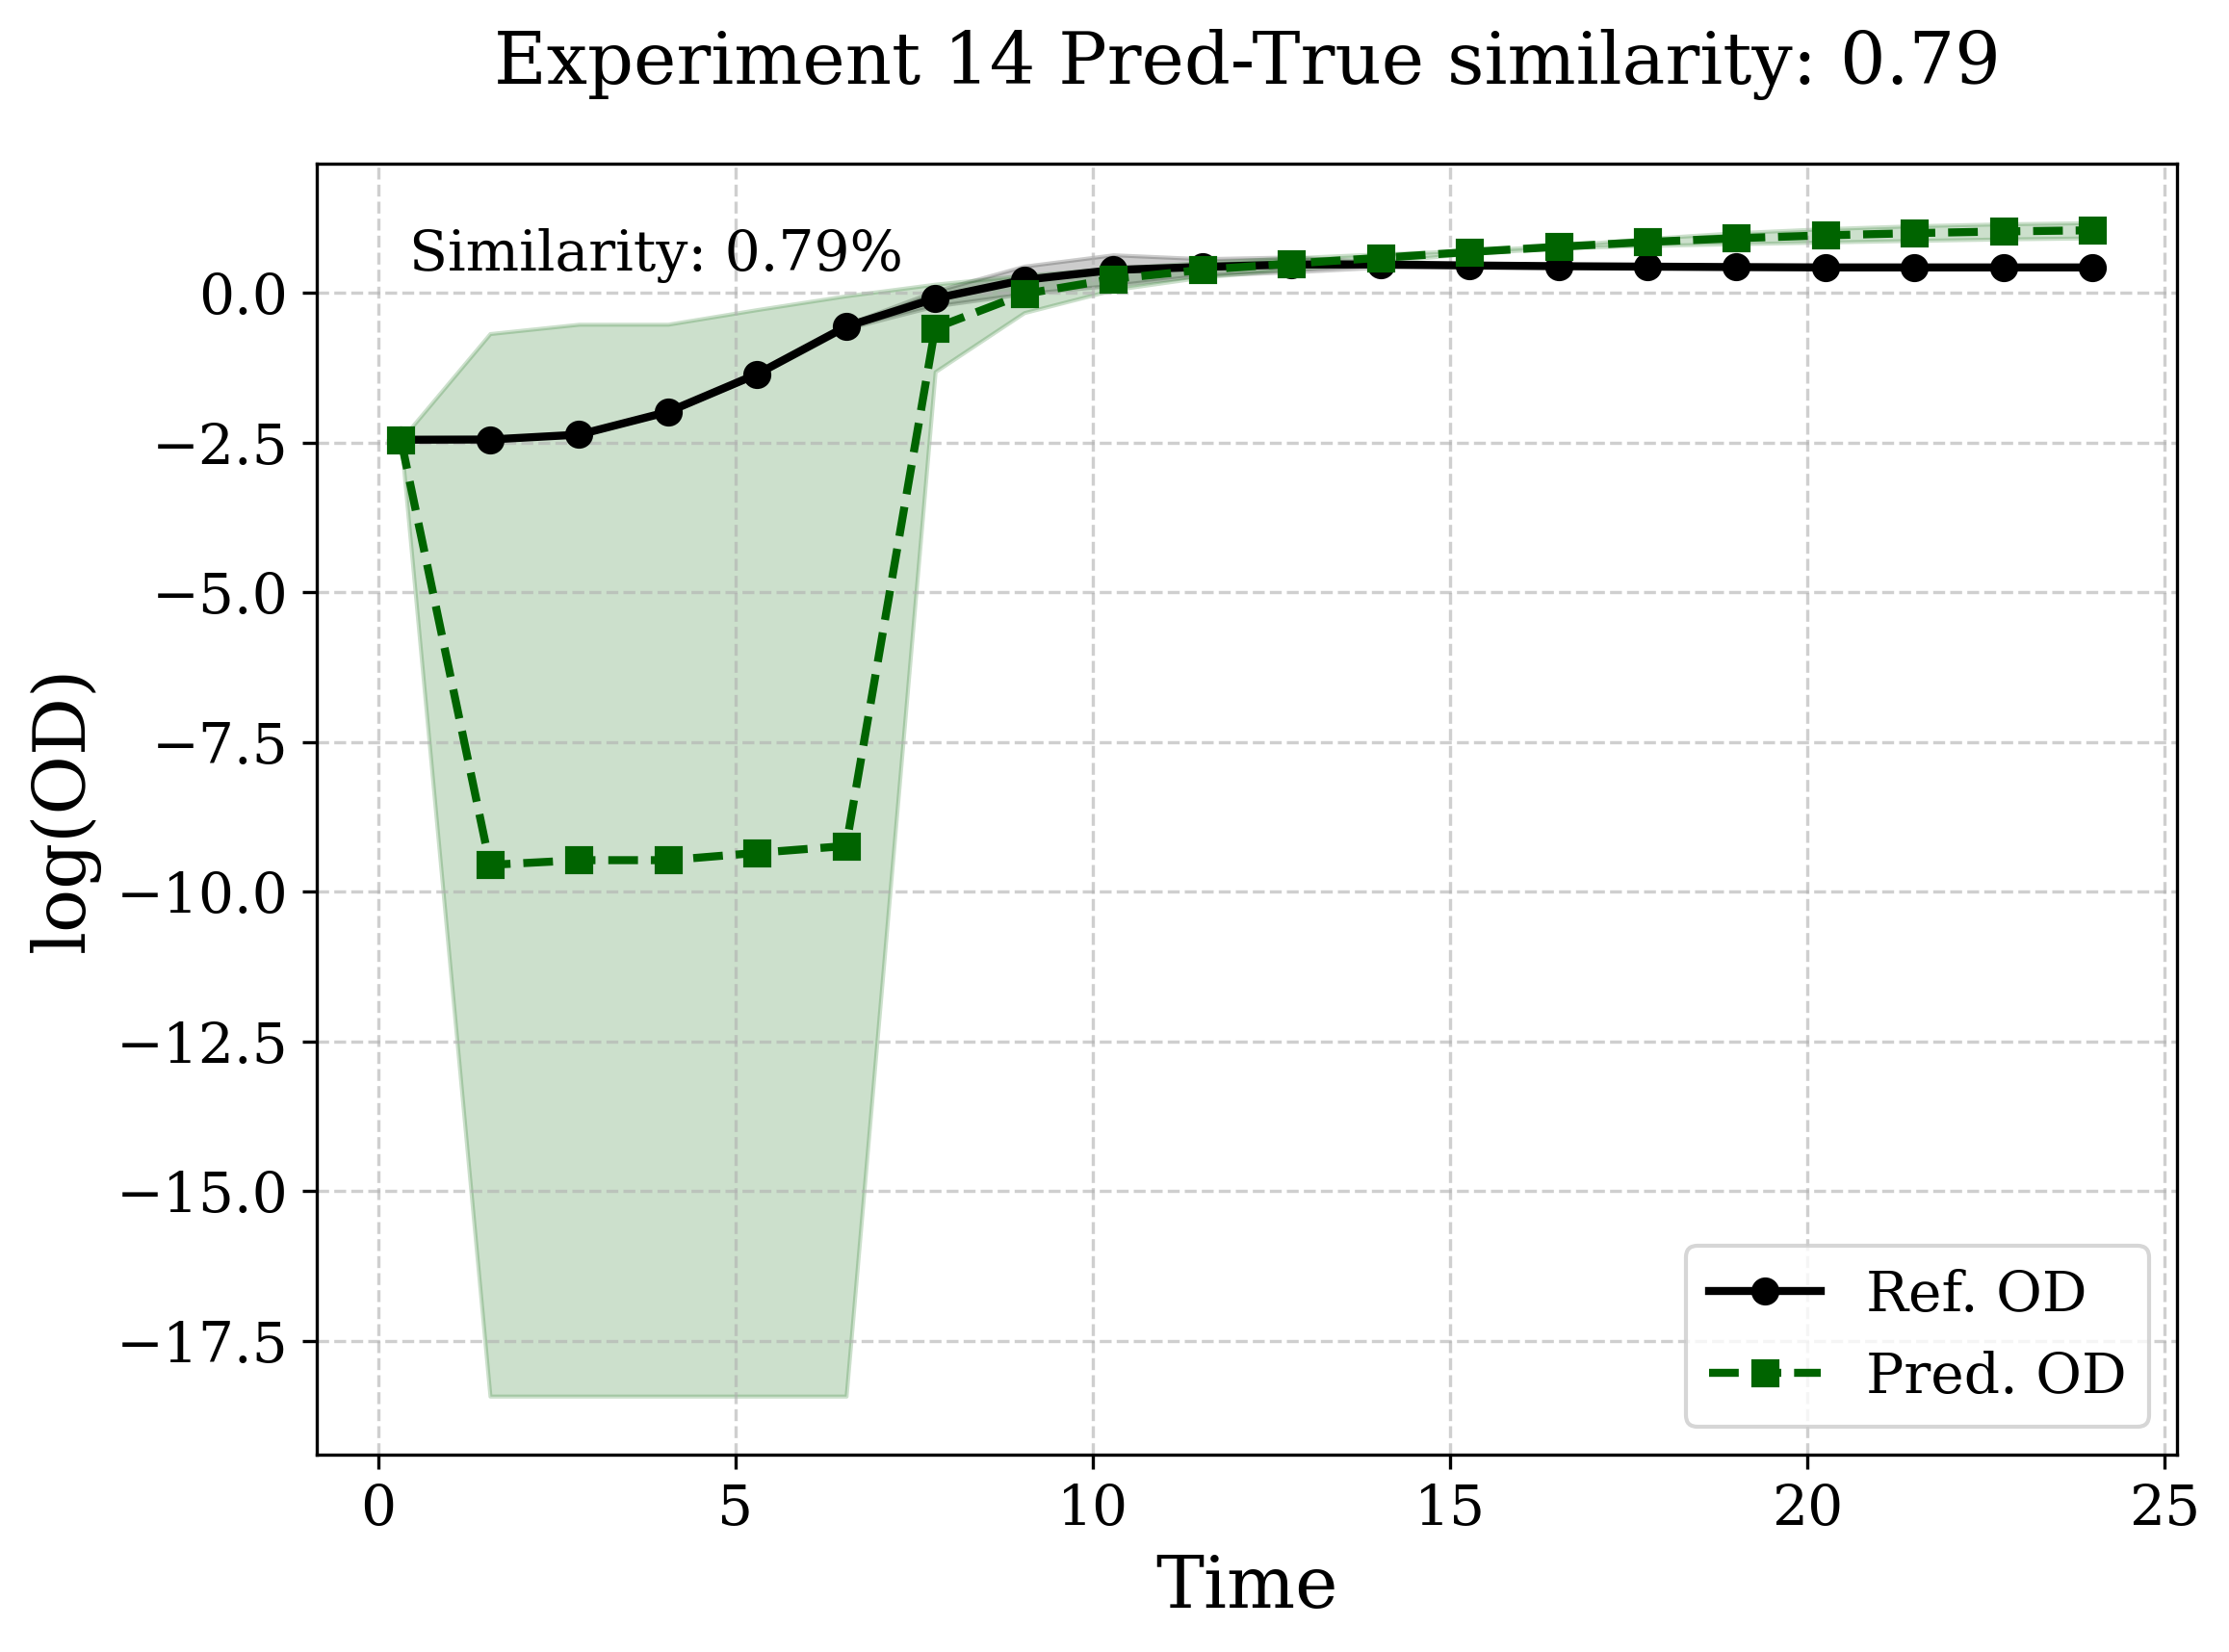 Experiment 14 Pred-True similarity: 0.79
Similarity: 0.79%
0.0
−2.5
−5.0
−7.5
−10.0
−12.5
−15.0
−17.5
log(OD))
0 5 10 15 20 25
Time
Ref. OD
Pred. OD